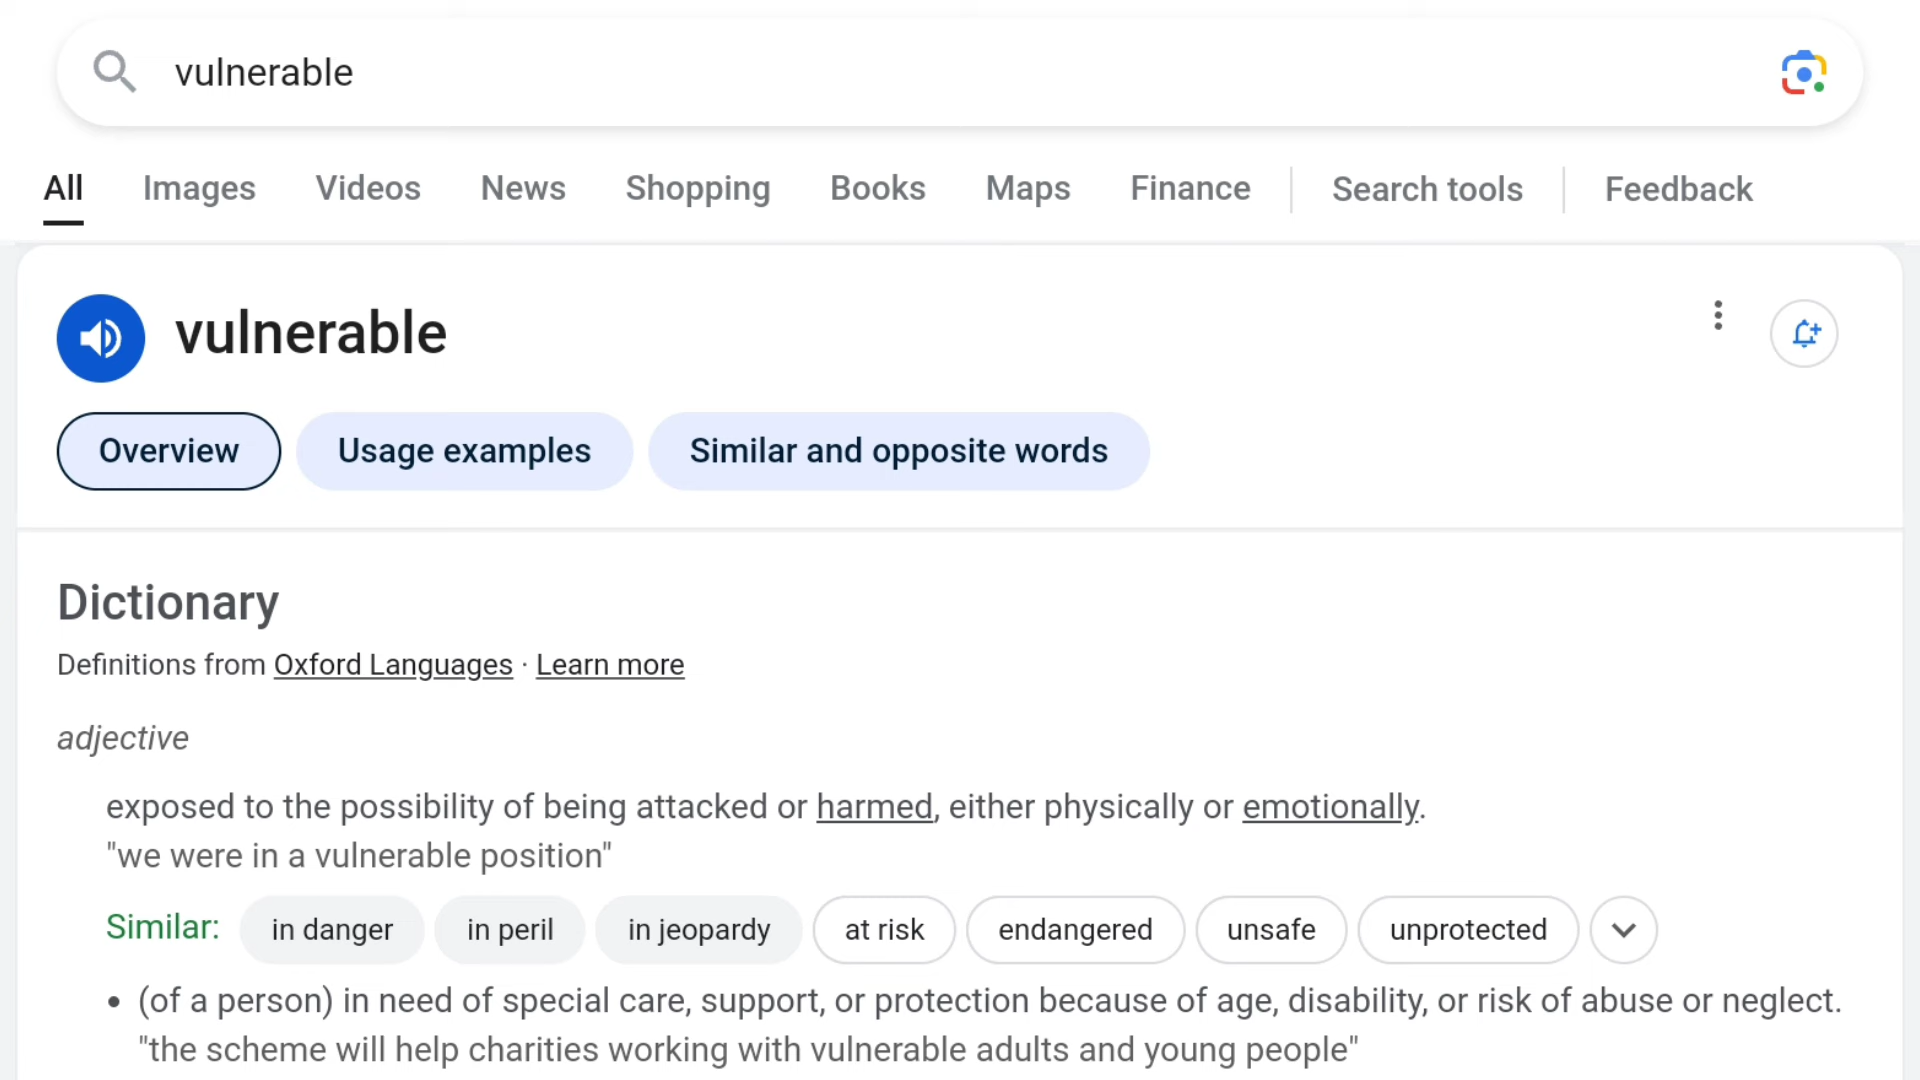 vulnerable
All Images Videos News Shopping Books Maps Finance Search tools Feedback
vulnerable
Overview Usage examples Similar and opposite words
Dictionary
Definitions from Oxford Languages · Learn more
adjective
exposed to the possibility of being attacked or harmed, either physically or emotionally.
"we were in a vulnerable position"
Similar: in danger in peril in jeopardy at risk endangered unsafe unprotected
• (of a person) in need of special care, support, or protection because of age, disability, or risk of abuse or neglect.
"the scheme will help charities working with vulnerable adults and young people"